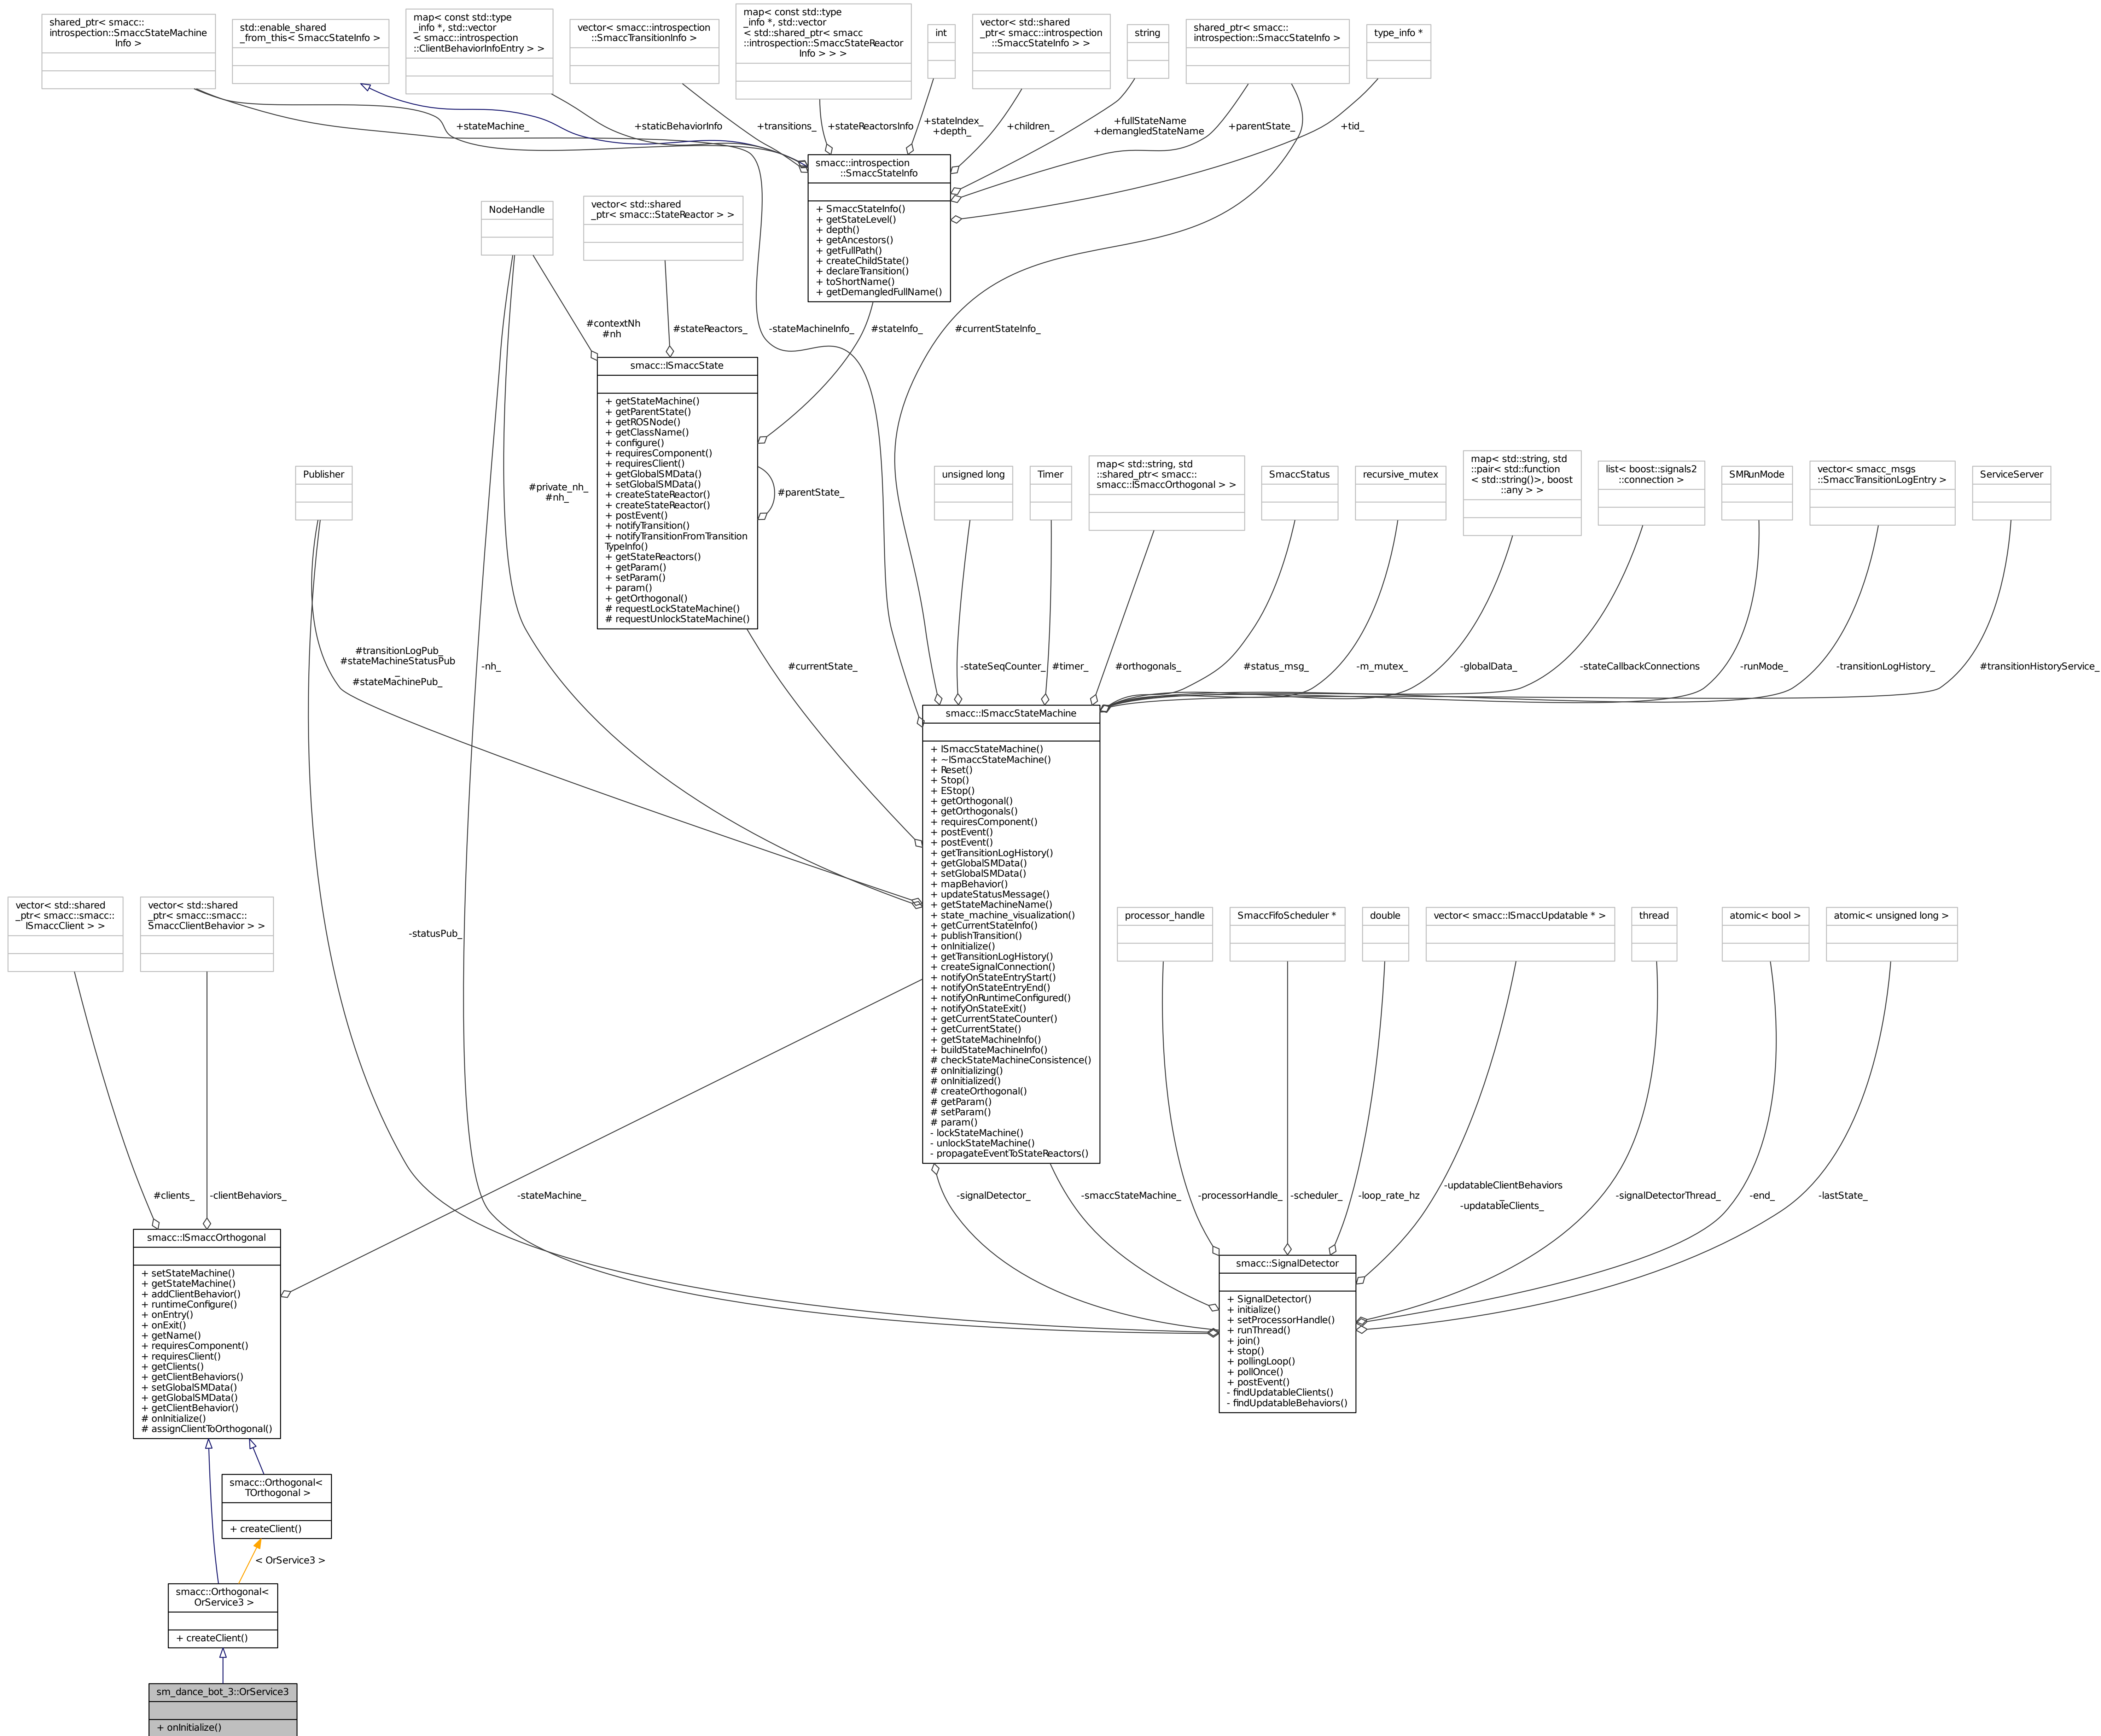 shared_ptr< smacc::
introspection::SmaccStateMachine
Info >
std::enable_shared
_from_this< SmaccStateInfo >
map< const std::type
_info *, std::vector
< smacc::introspection
::ClientBehaviorInfoEntry > >
vector< smacc::introspection
::SmaccTransitionInfo >
map< const std::type
_info *, std::vector
< std::shared_ptr< smacc
::introspection::SmaccStateReactor
Info > > >
int
vector< std::shared
_ptr< smacc::introspection
::SmaccStateInfo > >
string
shared_ptr< smacc::
introspection::SmaccStateInfo >
type_info *
+stateMachine_
+staticBehaviorInfo
+transitions_
+stateReactorsInfo
+stateIndex_
+depth_
+children_
+fullStateName
+demangledStateName
+parentState_
+tid_
smacc::introspection
::SmaccStateInfo
+ SmaccStateInfo()
+ getStateLevel()
+ depth()
+ getAncestors()
+ getFullPath()
+ createChildState()
+ declareTransition()
+ toShortName()
+ getDemangledFullName()
NodeHandle
vector< std::shared
_ptr< smacc::StateReactor > >
#contextNh
#nh
#stateReactors_
-stateMachineInfo_
#stateInfo_
#currentStateInfo_
smacc::ISmaccState
+ getStateMachine()
+ getParentState()
+ getROSNode()
+ getClassName()
+ configure()
+ requiresComponent()
+ requiresClient()
+ getGlobalSMData()
+ setGlobalSMData()
+ createStateReactor()
+ createStateReactor()
+ postEvent()
+ notifyTransition()
+ notifyTransitionFromTransition
TypeInfo()
+ getStateReactors()
+ getParam()
+ setParam()
+ param()
+ getOrthogonal()
# requestLockStateMachine()
# requestUnlockStateMachine()
#parentState_
Publisher
#private_nh_
#nh_
unsigned long
Timer
map< std::string, std
::shared_ptr< smacc::
smacc::ISmaccOrthogonal > >
SmaccStatus
recursive_mutex
map< std::string, std
::pair< std::function
< std::string()>, boost
::any > >
list< boost::signals2
::connection >
SMRunMode
vector< smacc_msgs
::SmaccTransitionLogEntry >
ServiceServer
#transitionLogPub_
#stateMachineStatusPub
_
#stateMachinePub_
-nh_
#currentState_
-stateSeqCounter_
#timer_
#orthogonals_
#status_msg_
-m_mutex_
-globalData_
-stateCallbackConnections
-runMode_
-transitionLogHistory_
#transitionHistoryService_
smacc::ISmaccStateMachine
+ ISmaccStateMachine()
+ ~ISmaccStateMachine()
+ Reset()
+ Stop()
+ EStop()
+ getOrthogonal()
+ getOrthogonals()
+ requiresComponent()
+ postEvent()
+ postEvent()
+ getTransitionLogHistory()
+ getGlobalSMData()
+ setGlobalSMData()
+ mapBehavior()
+ updateStatusMessage()
+ getStateMachineName()
+ state_machine_visualization()
+ getCurrentStateInfo()
+ publishTransition()
+ onInitialize()
+ getTransitionLogHistory()
+ createSignalConnection()
+ notifyOnStateEntryStart()
+ notifyOnStateEntryEnd()
+ notifyOnRuntimeConfigured()
+ notifyOnStateExit()
+ getCurrentStateCounter()
+ getCurrentState()
+ getStateMachineInfo()
+ buildStateMachineInfo()
# checkStateMachineConsistence()
# onInitializing()
# onInitialized()
# createOrthogonal()
# getParam()
# setParam()
# param()
- lockStateMachine()
- unlockStateMachine()
- propagateEventToStateReactors()
vector< std::shared
_ptr< smacc::smacc::
ISmaccClient > >
vector< std::shared
_ptr< smacc::smacc::
SmaccClientBehavior > >
-statusPub_
processor_handle
SmaccFifoScheduler *
double
vector< smacc::ISmaccUpdatable * >
thread
atomic< bool >
atomic< unsigned long >
#clients_
-clientBehaviors_
-stateMachine_
-signalDetector_
-smaccStateMachine_
-processorHandle_
-scheduler_
-loop_rate_hz
-updatableClientBehaviors
_
-updatableClients_
-signalDetectorThread_
-end_
-lastState_
smacc::ISmaccOrthogonal
+ setStateMachine()
+ getStateMachine()
+ addClientBehavior()
+ runtimeConfigure()
+ onEntry()
+ onExit()
+ getName()
+ requiresComponent()
+ requiresClient()
+ getClients()
+ getClientBehaviors()
+ setGlobalSMData()
+ getGlobalSMData()
+ getClientBehavior()
# onInitialize()
# assignClientToOrthogonal()
smacc::SignalDetector
+ SignalDetector()
+ initialize()
+ setProcessorHandle()
+ runThread()
+ join()
+ stop()
+ pollingLoop()
+ pollOnce()
+ postEvent()
- findUpdatableClients()
- findUpdatableBehaviors()
smacc::Orthogonal<
TOrthogonal >
+ createClient()
< OrService3 >
smacc::Orthogonal<
OrService3 >
+ createClient()
sm_dance_bot_3::OrService3
+ onInitialize()